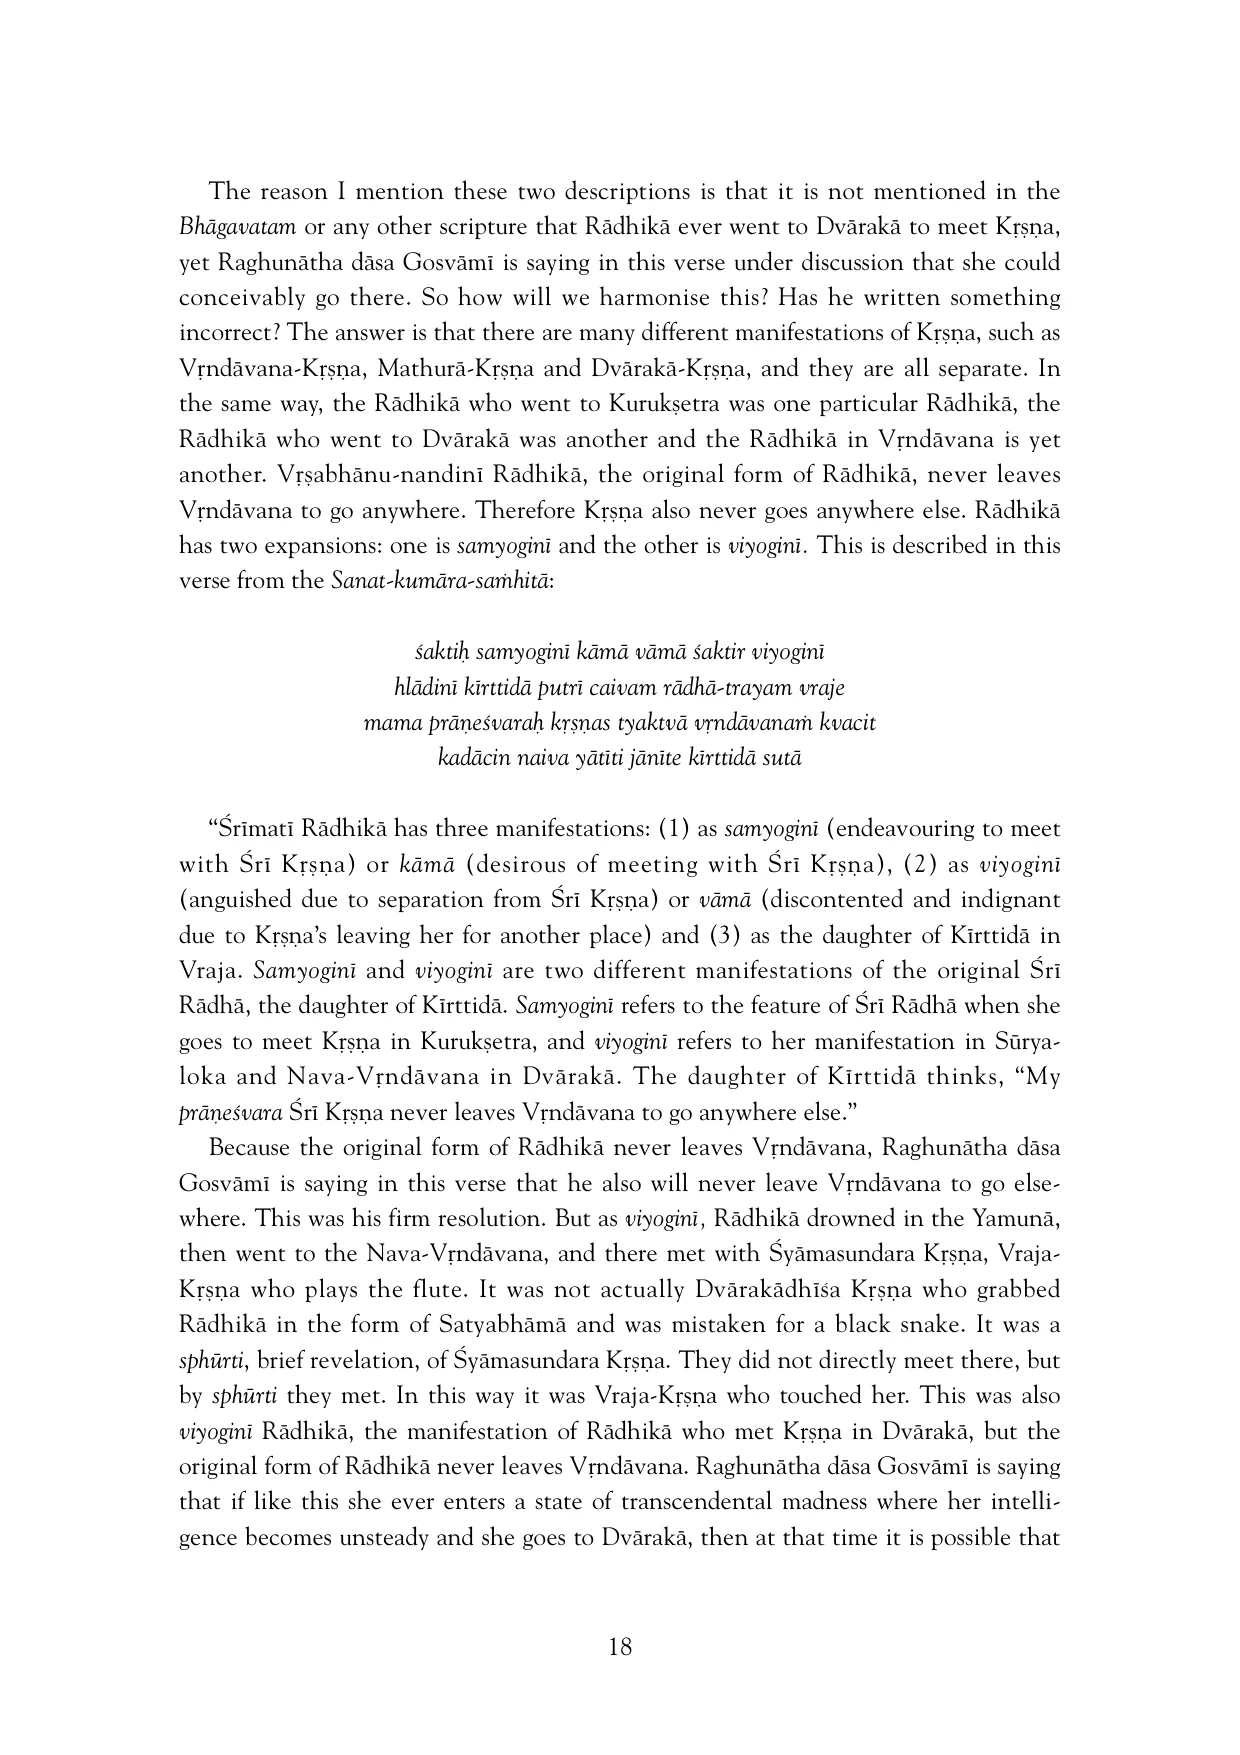 The reason I mention these two descriptions is that it is not mentioned in the
Bhāgavatam or any other scripture that Rādhikā ever went to Dvārakā to meet Kṛṣṇa,
yet Raghunātha dāsa Gosvāmī is saying in this verse under discussion that she could
conceivably go there. So how will we harmonise this? Has he written something
incorrect? The answer is that there are many different manifestations of Kṛṣṇa, such as
Vṛndāvana-Kṛṣṇa, Mathurā-Kṛṣṇa and Dvārakā-Kṛṣṇa, and they are all separate. In
the same way, the Rādhikā who went to Kurukṣetra was one particular Rādhikā, the
Rādhikā who went to Dvārakā was another and the Rādhikā in Vṛndāvana is yet
another. Vṛṣabhānu-nandinī Rādhikā, the original form of Rādhikā, never leaves
Vṛndāvana to go anywhere. Therefore Kṛṣṇa also never goes anywhere else. Rādhikā
has two expansions: one is samyoginī and the other is viyoginī. This is described in this
verse from the Sanat-kumāra-saṁhitā:
śaktiḥ samyoginī kāmā vāmā śaktir viyoginī
hlādinī kīrttidā putrī caivam rādhā-trayam vraje
mama prāṇeśvaraḥ kṛṣṇas tyaktvā vṛndāvanaṁ kvacit
kadācin naiva yātīti jānīte kīrttidā sutā
“Śrīmatī Rādhikā has three manifestations: (1) as samyoginī (endeavouring to meet
with Śrī Kṛṣṇa) or kāmā (desirous of meeting with Śrī Kṛṣṇa), (2) as viyoginī
(anguished due to separation from Śrī Kṛṣṇa) or vāmā (discontented and indignant
due to Kṛṣṇa’s leaving her for another place) and (3) as the daughter of Kīrttidā in
Vraja. Samyoginī and viyoginī are two different manifestations of the original Śrī
Rādhā, the daughter of Kīrttidā. Samyoginī refers to the feature of Śrī Rādhā when she
goes to meet Kṛṣṇa in Kurukṣetra, and viyoginī refers to her manifestation in Sūrya-
loka and Nava-Vṛndāvana in Dvārakā. The daughter of Kīrttidā thinks, “My
prāṇeśvara Śrī Kṛṣṇa never leaves Vṛndāvana to go anywhere else.”
Because the original form of Rādhikā never leaves Vṛndāvana, Raghunātha dāsa
Gosvāmī is saying in this verse that he also will never leave Vṛndāvana to go else-
where. This was his firm resolution. But as viyoginī, Rādhikā drowned in the Yamunā,
then went to the Nava-Vṛndāvana, and there met with Śyāmasundara Kṛṣṇa, Vraja-
Kṛṣṇa who plays the flute. It was not actually Dvārakādhīśa Kṛṣṇa who grabbed
Rādhikā in the form of Satyabhāmā and was mistaken for a black snake. It was a
sphūrti, brief revelation, of Śyāmasundara Kṛṣṇa. They did not directly meet there, but
by sphūrti they met. In this way it was Vraja-Kṛṣṇa who touched her. This was also
viyoginī Rādhikā, the manifestation of Rādhikā who met Kṛṣṇa in Dvārakā, but the
original form of Rādhikā never leaves Vṛndāvana. Raghunātha dāsa Gosvāmī is saying
that if like this she ever enters a state of transcendental madness where her intelli-
gence becomes unsteady and she goes to Dvārakā, then at that time it is possible that
18